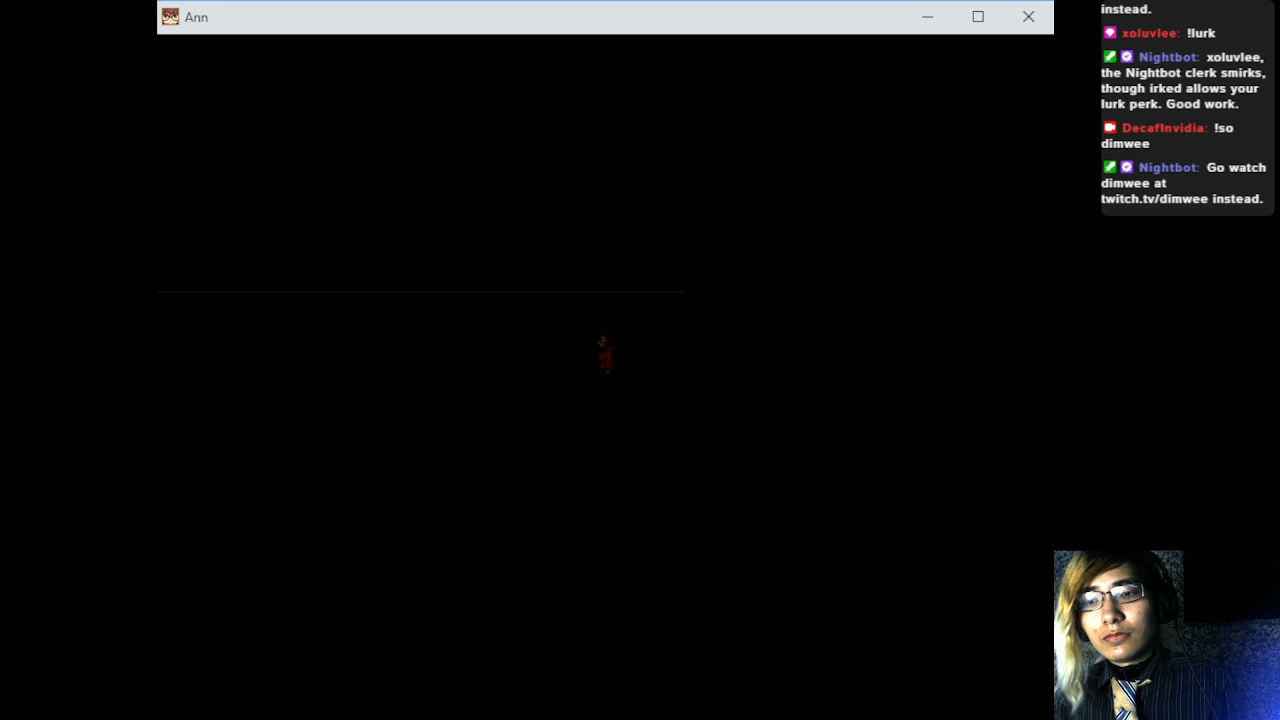 Ann
instead.
xoluvlee: !lurk
Nightbot: xoluvlee,
the Nightbot clerk smirks,
though irked allows your
lurk perk. Good work.
DecafInvidia: !so
dimwee
Nightbot: Go watch
dimwee at
twitch.tv/dimwee instead.